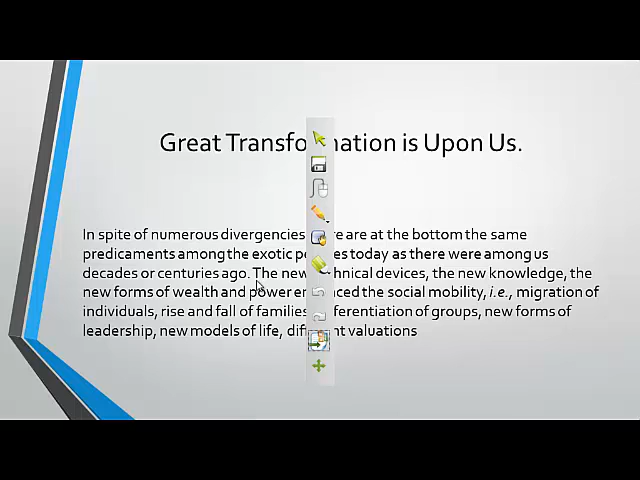 Great Transfo nation is Upon Us.
In spite of numerous divergencies re are at the bottom the same
predicaments among the exotic pe es today as there were among us
decades or centuries ago. The new chnical devices, the new knowledge, the
new forms of wealth and power en ced the social mobility, i.e., migration of
individuals, rise and fall of families ferentiation of groups, new forms of
leadership, new models of life, diff nt valuations